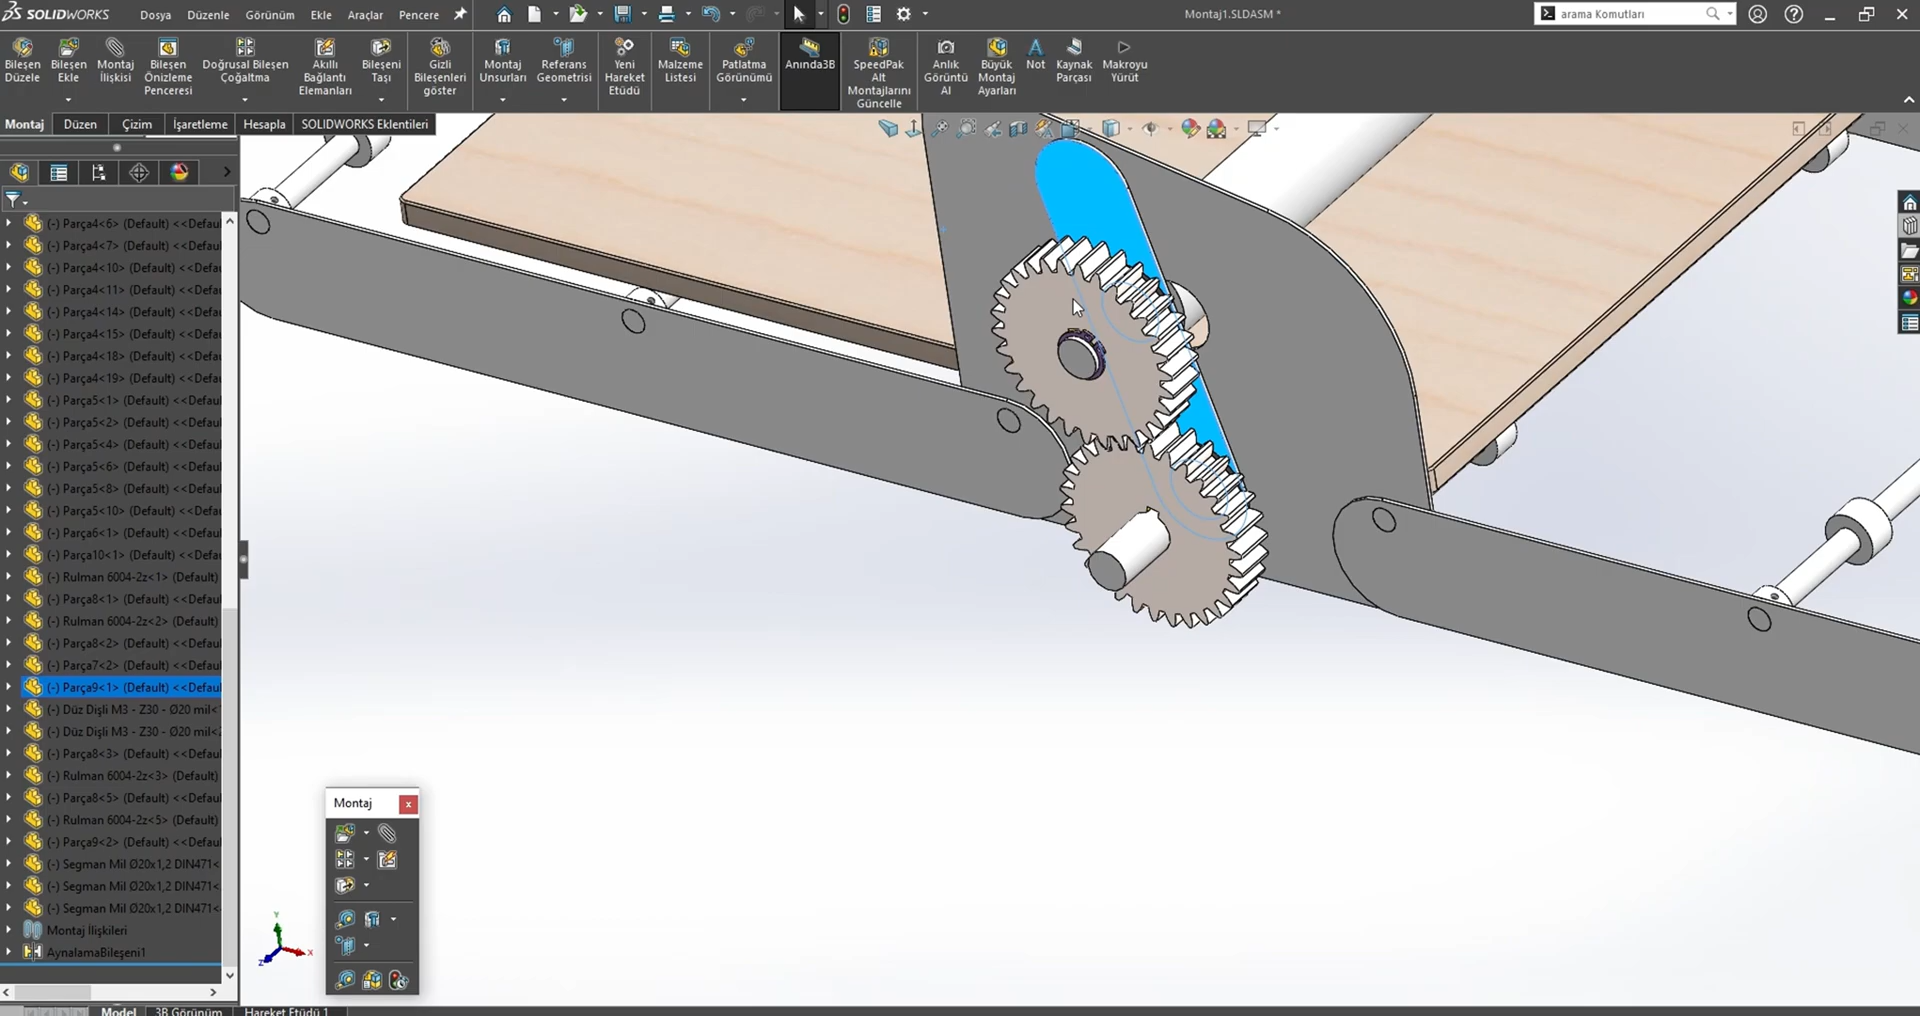 SOLIDWORKS
Dosya Düzenle Görünüm Ekle Araçlar Pencere
Montaj1.SLDASM *
arama Komutları
Bileşen Düzele
Bileşen Ekle
Montaj İlişkisi
Bileşen Önizleme Penceresi
Doğrusal Bileşen Çoğaltma
Akıllı Bağlantı Elemanları
Bileşeni Taşı
Gizli Bileşenleri göster
Montaj Unsurları
Referans Geometrisi
Yeni Hareket Etüdü
Malzeme Listesi
Patlatma Görünümü
Anında3B
SpeedPak Alt Montajlarını Güncelle
Anlık Görüntü Al
Büyük Montaj Ayarları
Not
Kaynak Parçası
Makroyu Yürüt
Montaj Düzen Çizim İşaretleme Hesapla SOLIDWORKS Eklentileri
(-) Parça4<6> (Default) <<Defau
(-) Parça4<7> (Default) <<Defau
(-) Parça4<10> (Default) <<Defau
(-) Parça4<11> (Default) <<Defau
(-) Parça4<14> (Default) <<Defau
(-) Parça4<15> (Default) <<Defau
(-) Parça4<18> (Default) <<Defau
(-) Parça4<19> (Default) <<Defau
(-) Parça5<1> (Default) <<Defau
(-) Parça5<2> (Default) <<Defau
(-) Parça5<4> (Default) <<Defau
(-) Parça5<6> (Default) <<Defau
(-) Parça5<8> (Default) <<Defau
(-) Parça5<10> (Default) <<Defau
(-) Parça6<1> (Default) <<Defau
(-) Parça10<1> (Default) <<Defau
(-) Rulman 6004-2z<1> (Default)
(-) Parça8<1> (Default) <<Defau
(-) Rulman 6004-2z<2> (Default)
(-) Parça8<2> (Default) <<Defau
(-) Parça7<2> (Default) <<Defau
(-) Parça9<1> (Default) <<Defau
(-) Düz Dişli M3 - Z30 - Ø20 mil<
(-) Düz Dişli M3 - Z30 - Ø20 mil<2
(-) Parça8<3> (Default) <<Defau
(-) Rulman 6004-2z<3> (Default)
(-) Parça8<5> (Default) <<Defau
(-) Rulman 6004-2z<5> (Default)
(-) Parça9<2> (Default) <<Defau
(-) Segman Mil Ø20x1,2 DIN471<
(-) Segman Mil Ø20x1,2 DIN471<
(-) Segman Mil Ø20x1,2 DIN471<
Montaj İlişkileri
AynalamaBileşeni1
Montaj
Y
X
Z
Model 3B Görünüm Hareket Etüdü 1